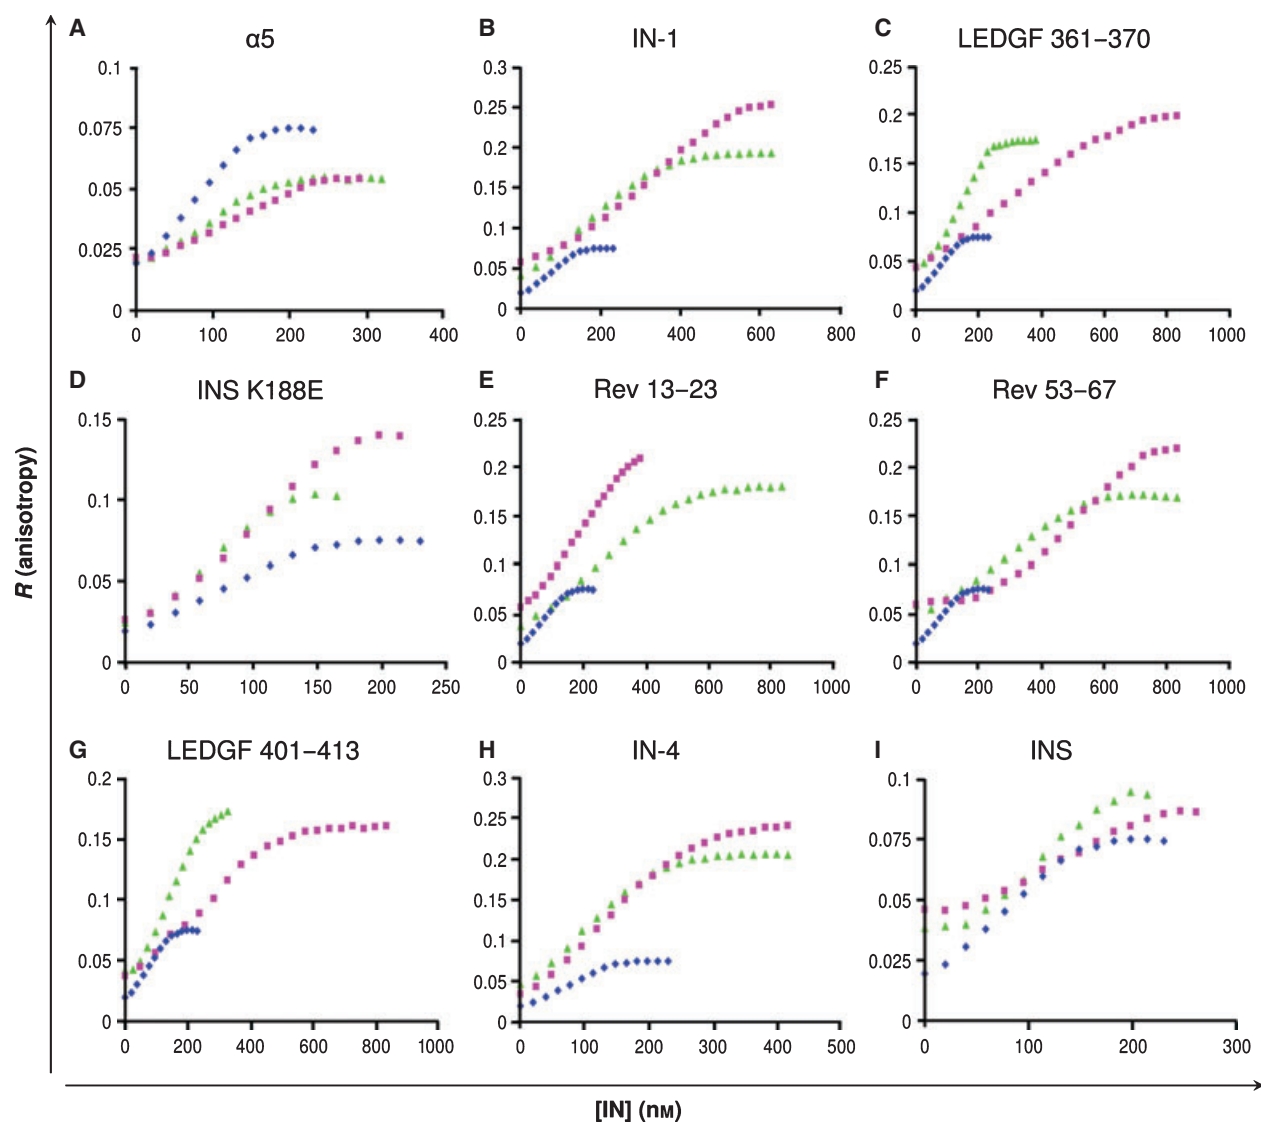 A
α5
0.1
0.075
0.05
0.025
0
0 100 200 300 400
B
IN-1
0.3
0.25
0.2
0.15
0.1
0.05
0
0 200 400 600 800
C
LEDGF 361–370
0.25
0.2
0.15
0.1
0.05
0
0 200 400 600 800 1000
D
INS K188E
0.15
0.1
0.05
0
0 50 100 150 200 250
E
Rev 13–23
0.25
0.2
0.15
0.1
0.05
0
0 200 400 600 800 1000
F
Rev 53–67
0.25
0.2
0.15
0.1
0.05
0
0 200 400 600 800 1000
G
LEDGF 401–413
0.2
0.15
0.1
0.05
0
0 200 400 600 800 1000
H
IN-4
0.3
0.25
0.2
0.15
0.1
0.05
0
0 100 200 300 400 500
I
INS
0.1
0.075
0.05
0.025
0
0 100 200 300
R (anisotropy)
[IN] (nM)